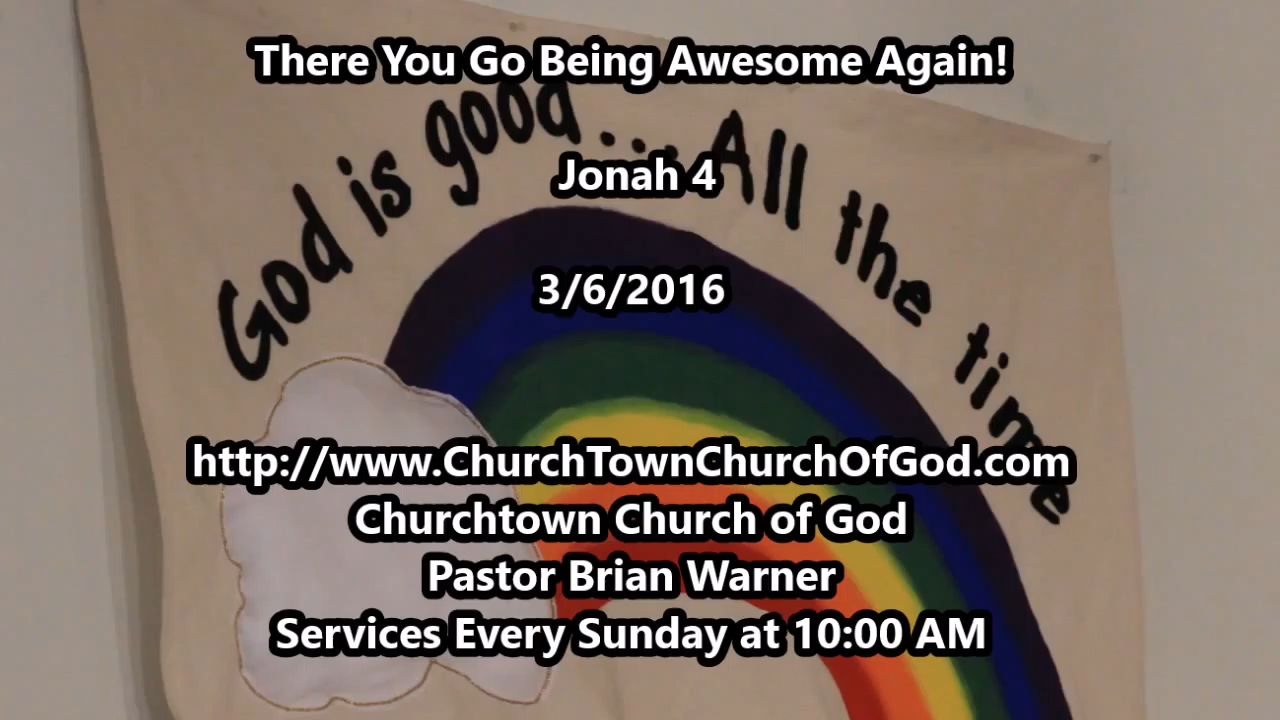 There You Go Being Awesome Again!
God is good... All the time
Jonah 4
3/6/2016
http://www.ChurchTownChurchOfGod.com
Churchtown Church of God
Pastor Brian Warner
Services Every Sunday at 10:00 AM